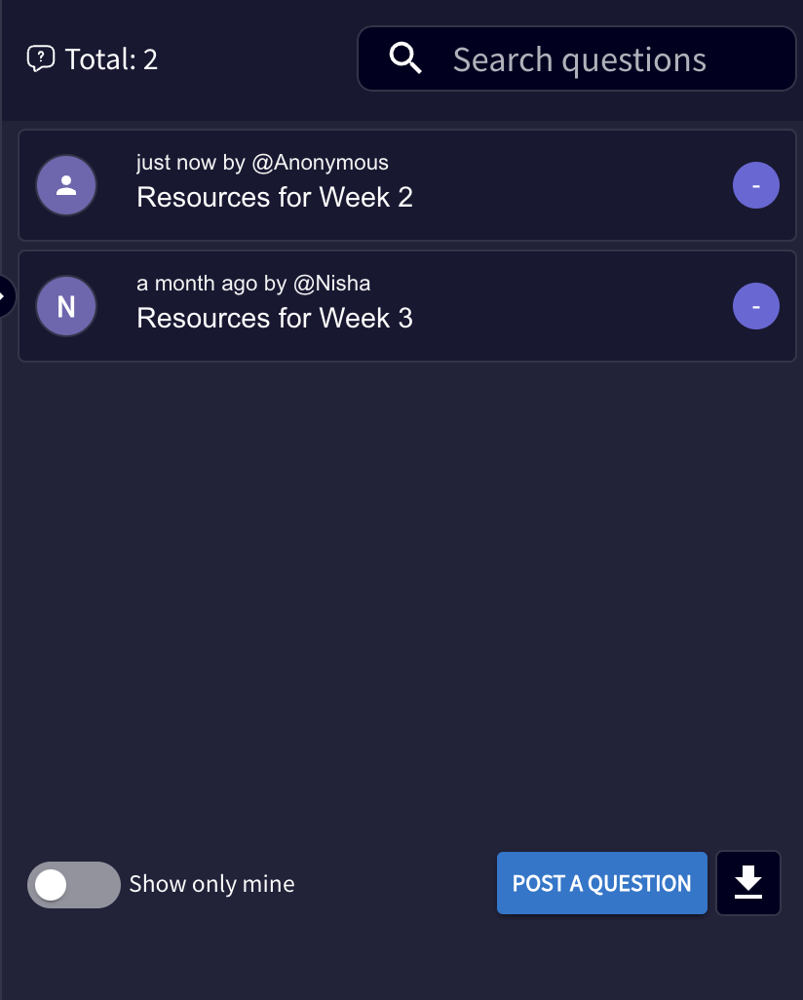 Total: 2
Search questions
just now by @Anonymous
Resources for Week 2
-
N
a month ago by @Nisha
Resources for Week 3
-
Show only mine
POST A QUESTION